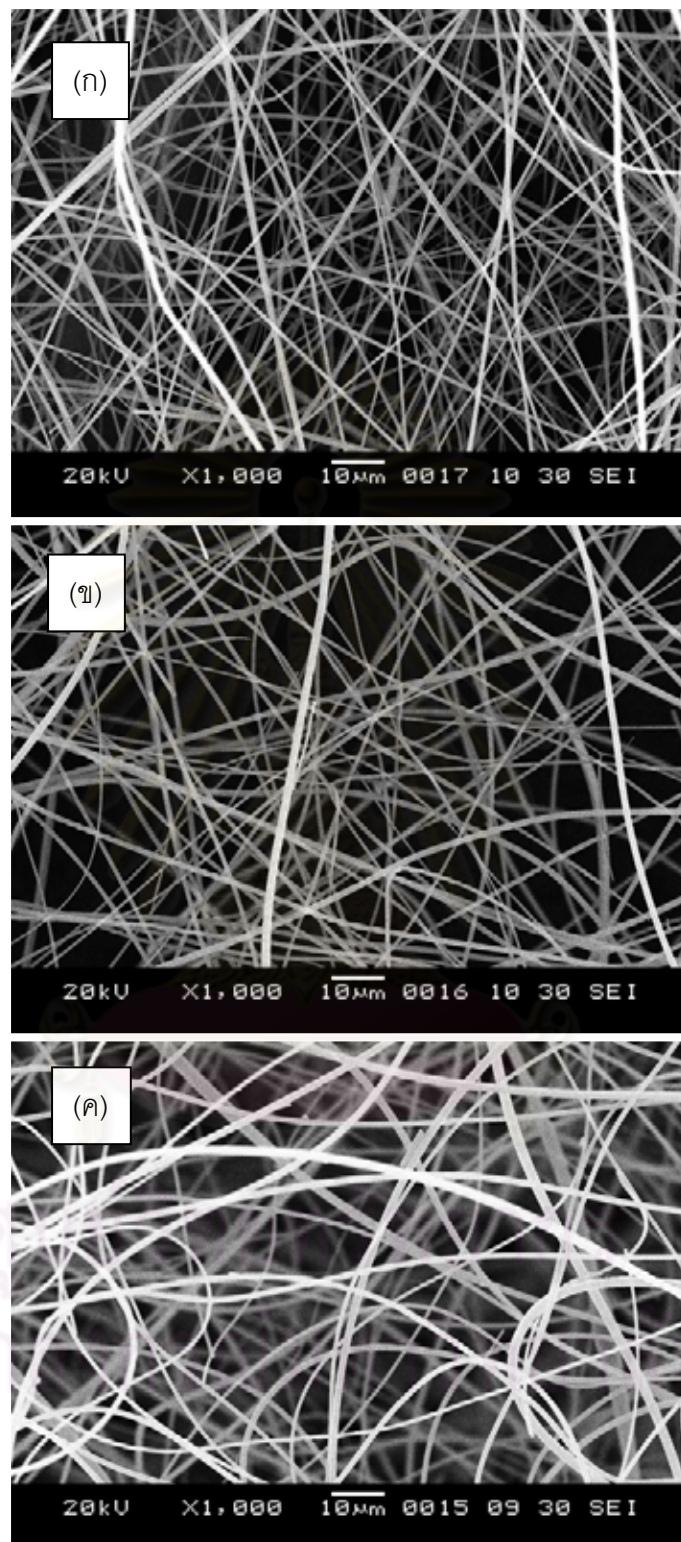 (ก)
20kV X1,000 10µm 0017 10 30 SEI
(ข)
20kV X1,000 10µm 0016 10 30 SEI
(ค)
20kV X1,000 10µm 0015 09 30 SEI